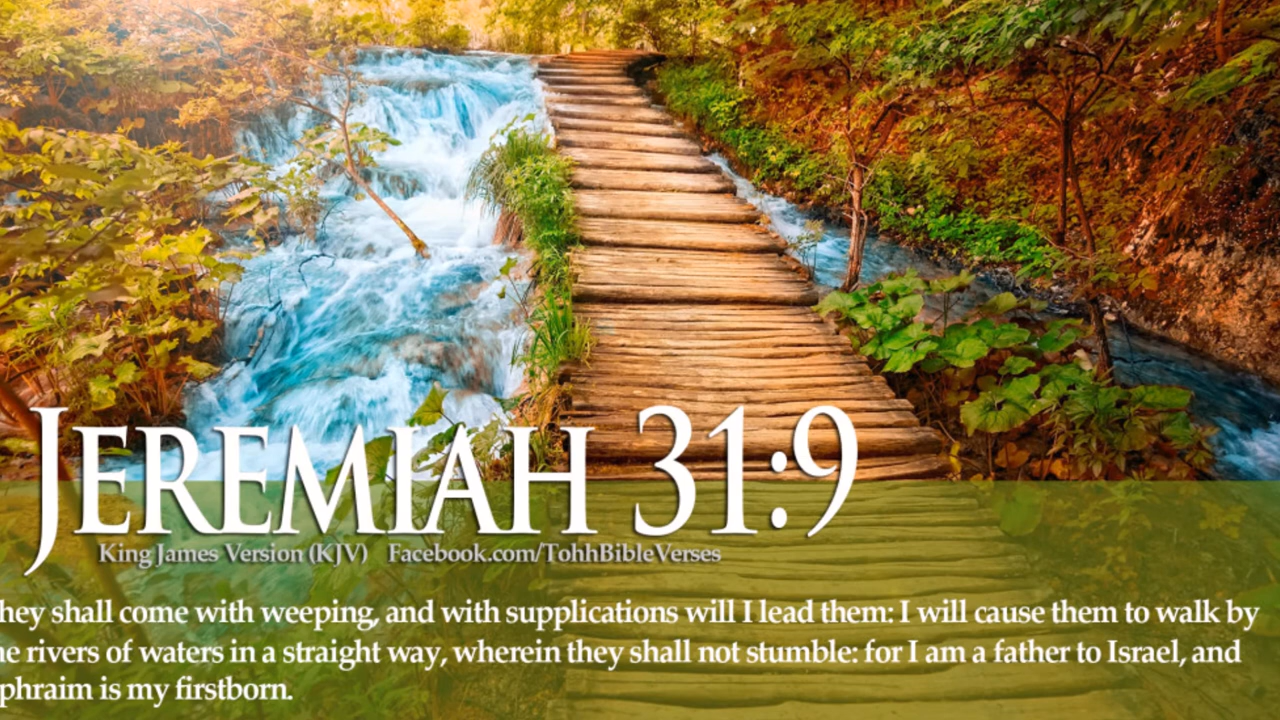 Jeremiah 31:9
King James Version (KJV) Facebook.com/TohhBibleVerses
hey shall come with weeping, and with supplications will I lead them: I will cause them to walk by
he rivers of waters in a straight way, wherein they shall not stumble: for I am a father to Israel, and
phraim is my firstborn.